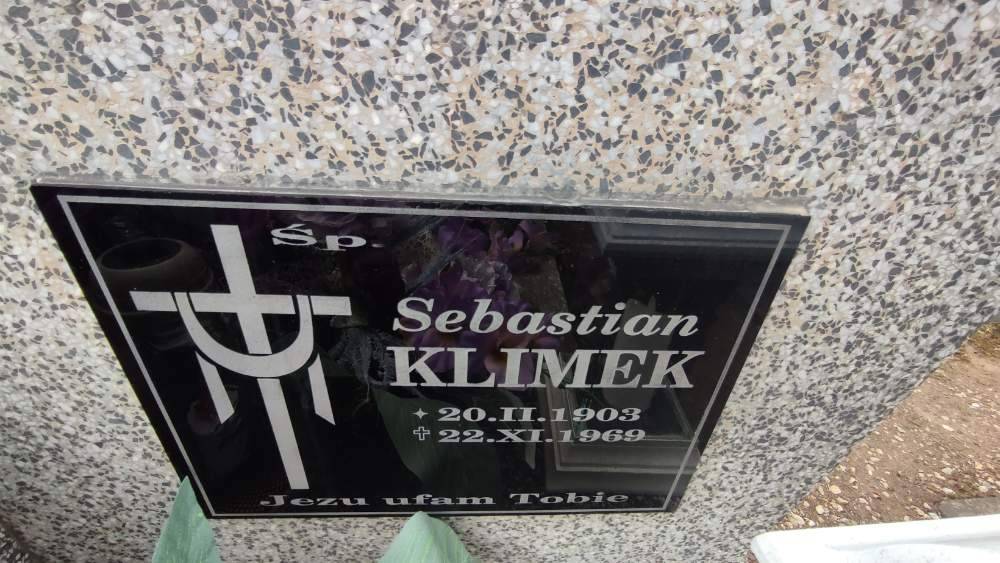 Śp.
Sebastian
KLIMEK
20.II.1903
22.XI.1969
Jezu ufam Tobie